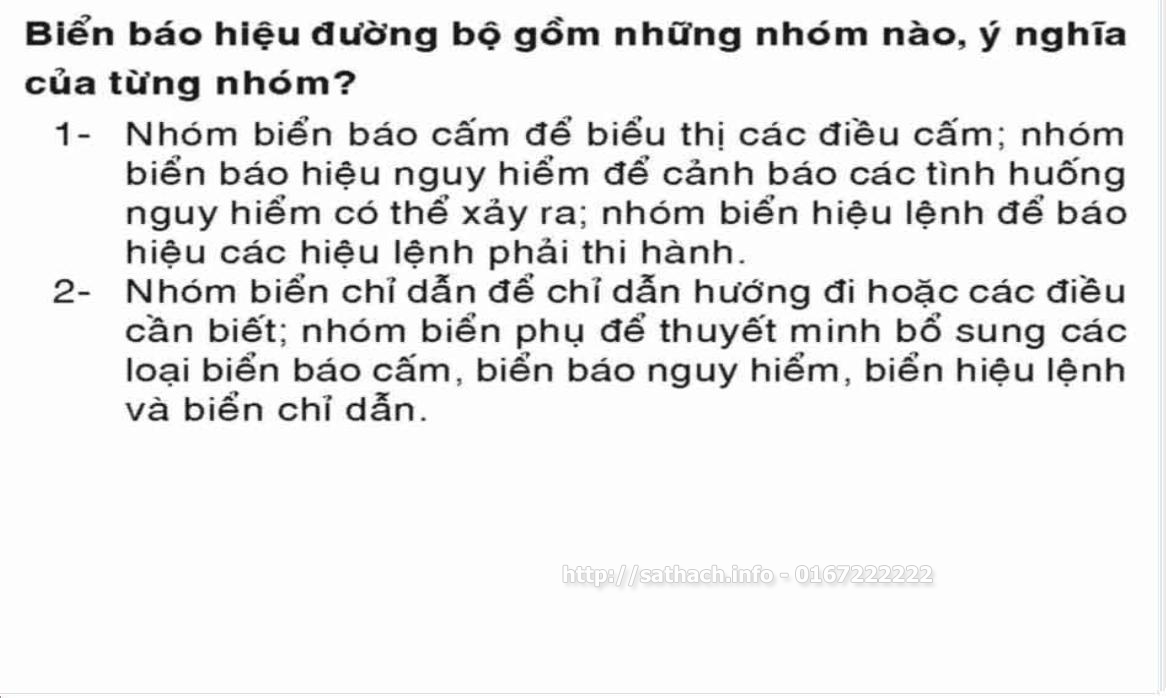 Biển báo hiệu đường bộ gồm những nhóm nào, ý nghĩa
của từng nhóm?
1- Nhóm biển báo cấm để biểu thị các điều cấm; nhóm
biển báo hiệu nguy hiểm để cảnh báo các tình huống
nguy hiểm có thể xảy ra; nhóm biển hiệu lệnh để báo
hiệu các hiệu lệnh phải thi hành.
2- Nhóm biển chỉ dẫn để chỉ dẫn hướng đi hoặc các điều
cần biết; nhóm biển phụ để thuyết minh bổ sung các
loại biển báo cấm, biển báo nguy hiểm, biển hiệu lệnh
và biển chỉ dẫn.
http://sathach.info - 0167222222